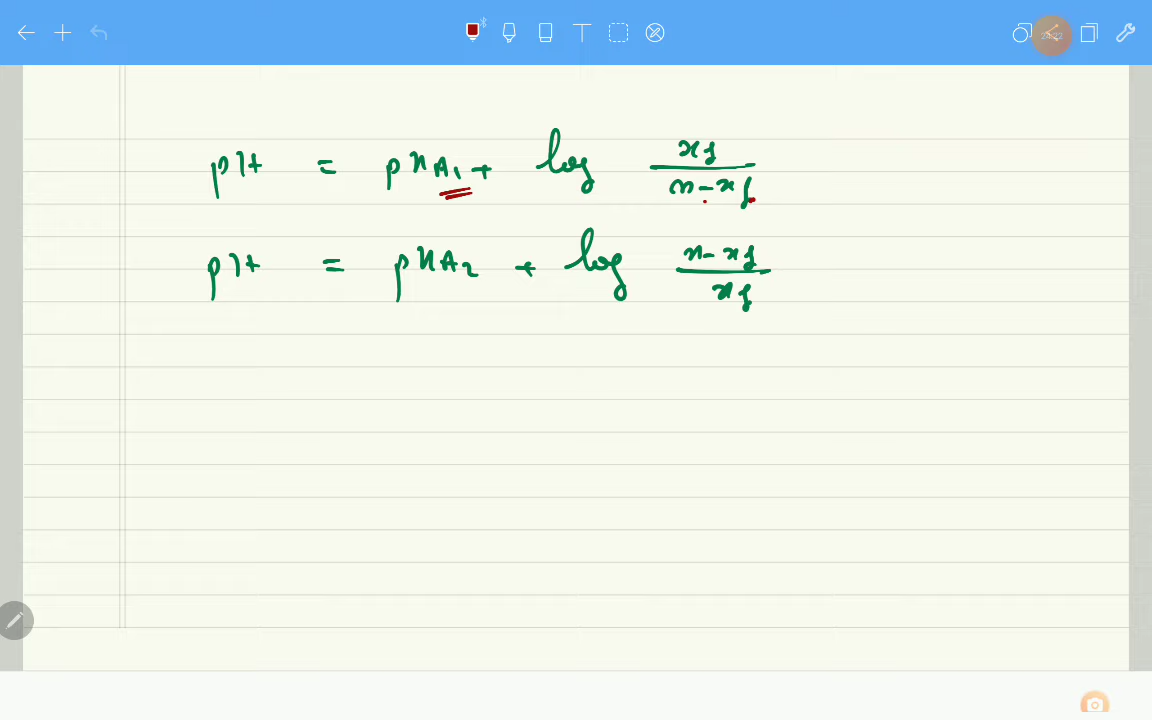 pH = pKA1 + log xf / n-xf
pH = pKA2 + log n-xf / xf